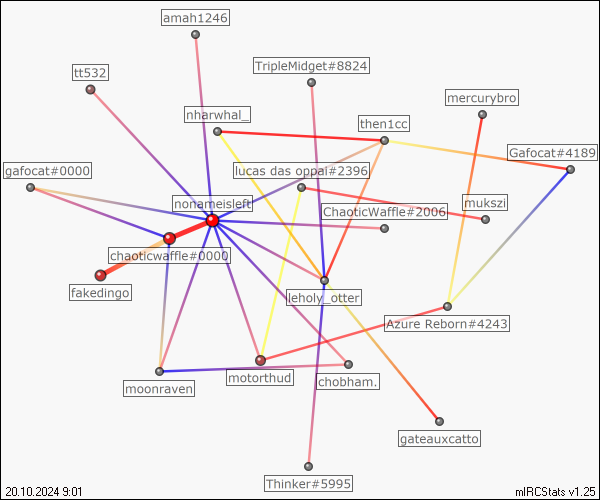 amah1246
TripleMidget#8824
tt532
mercurybro
nharwhal_
then1cc
Gafocat#4189
gafocat#0000
lucas das oppai#2396
nonameisleft
ChaoticWaffle#2006
mukszi
chaoticwaffle#0000
fakedingo
leholy_otter
Azure Reborn#4243
moonraven
motorthud
chobham.
gateauxcatto
Thinker#5995
20.10.2024 9:01
mIRCStats v1.25